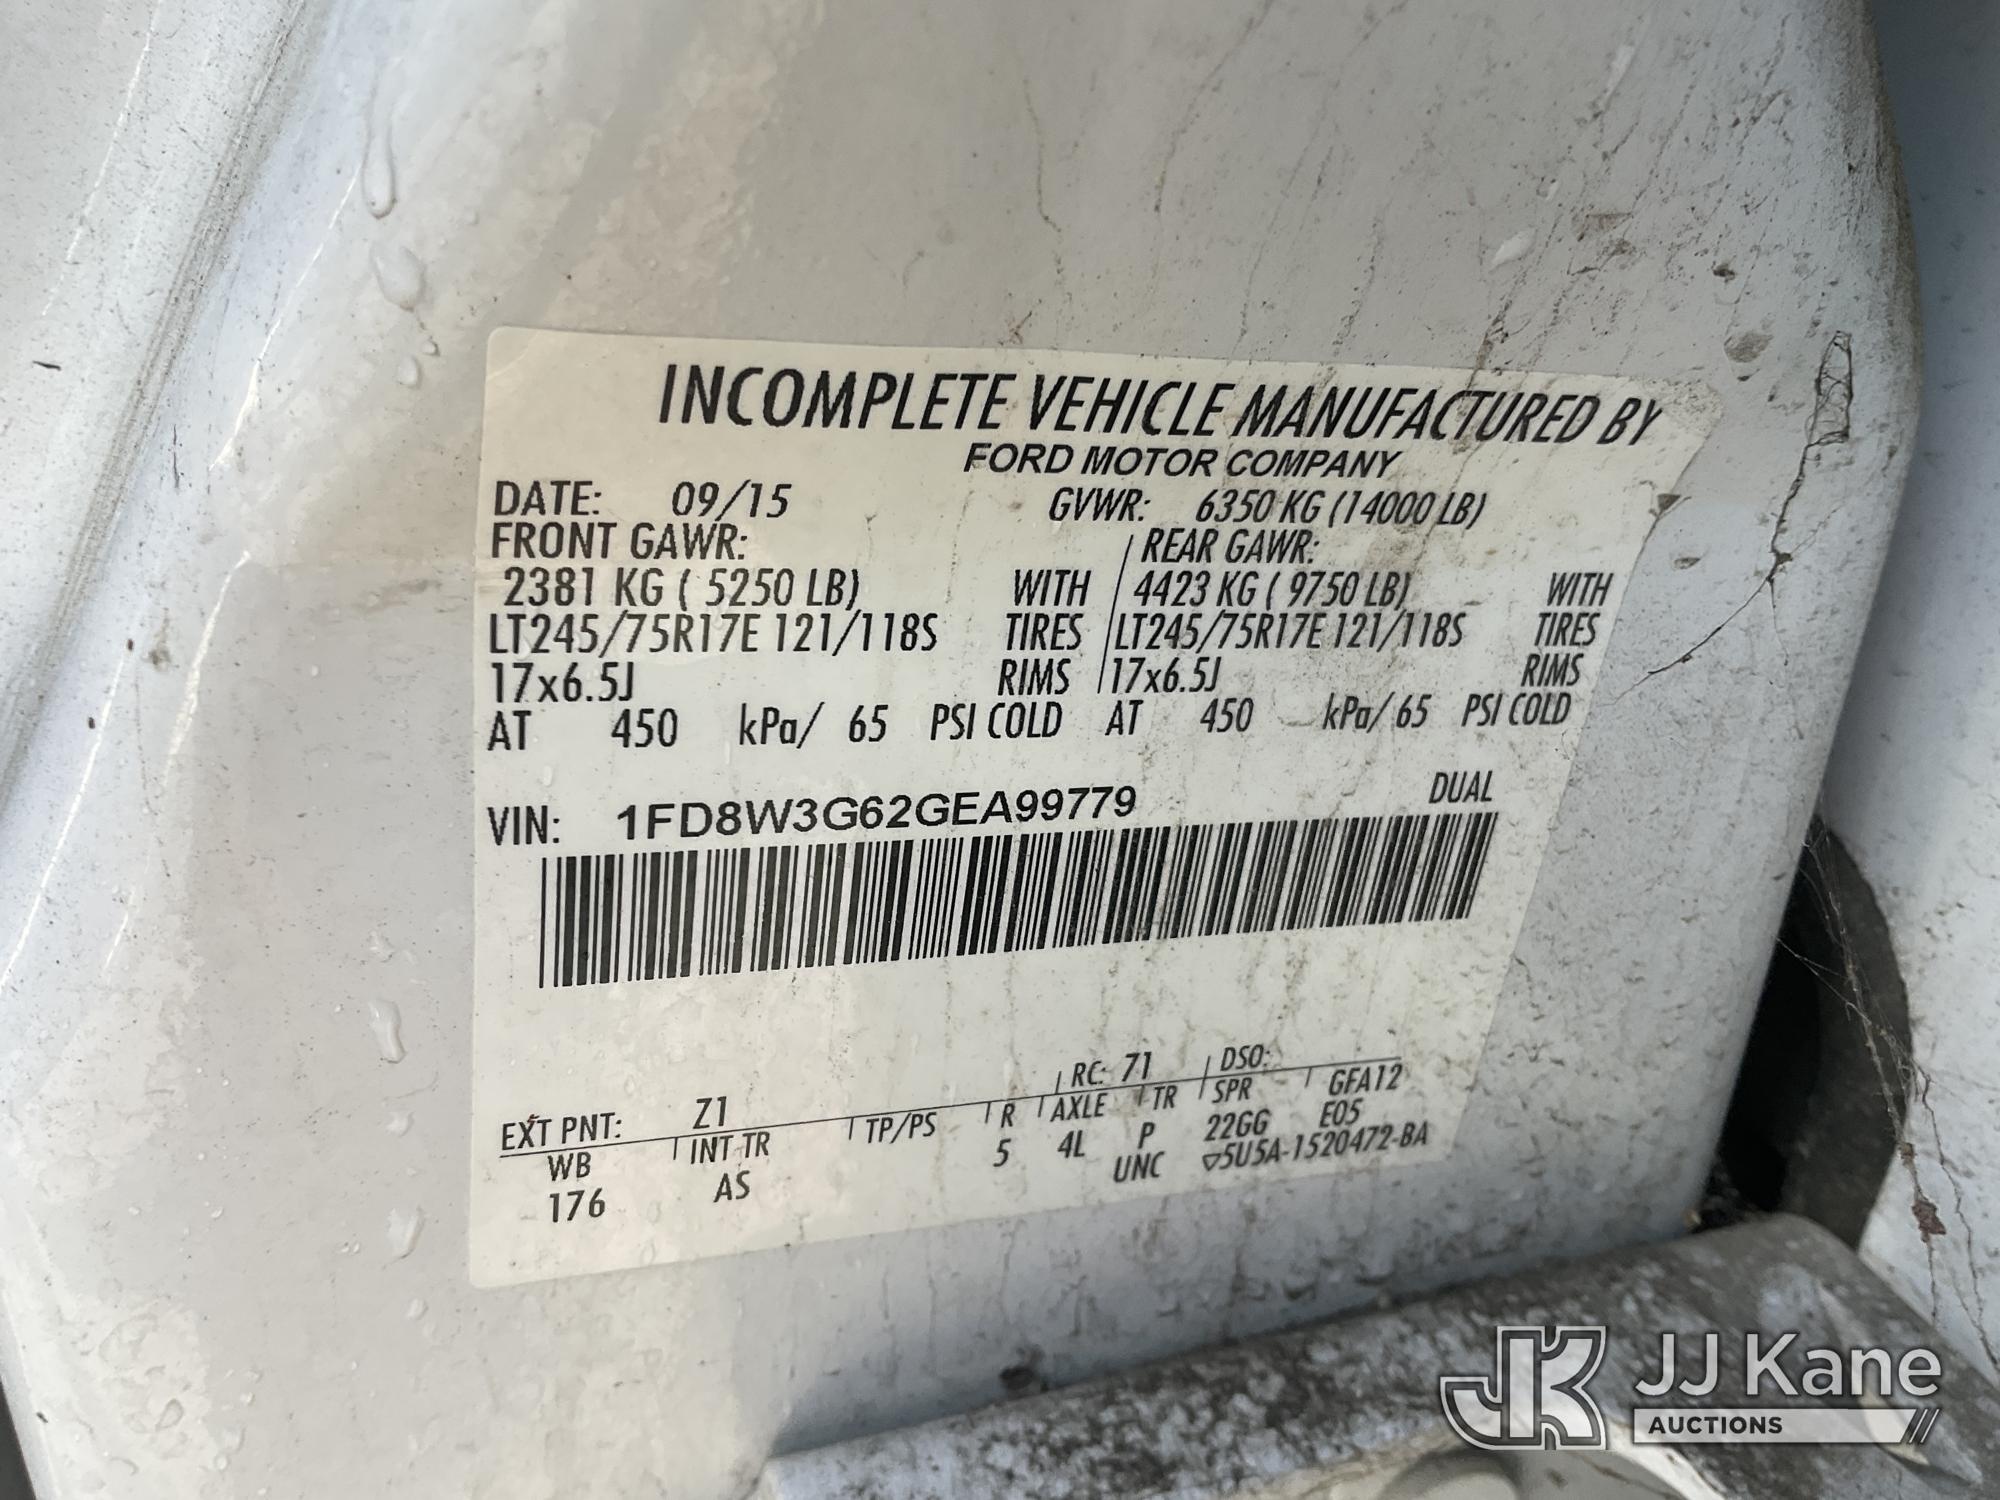 INCOMPLETE VEHICLE MANUFACTURED BY
FORD MOTOR COMPANY
DATE: 09/15 GVWR: 6350 KG (14000 LB)
FRONT GAWR: REAR GAWR:
2381 KG ( 5250 LB) WITH 4423 KG ( 9750 LB) WITH
LT245/75R17E 121/118S TIRES LT245/75R17E 121/118S TIRES
17x6.5J RIMS 17x6.5J RIMS
AT 450 kPa/ 65 PSI COLD AT 450 kPa/ 65 PSI COLD
VIN: 1FD8W3G62GEA99779 DUAL
EXT PNT: Z1 RC: 71 DSO:
WB INT TR TP/PS R AXLE TR SPR GFA12
176 AS 5 4L P 22GG E05
UNC ▽5U5A-1520472-BA
JK JJ Kane
AUCTIONS